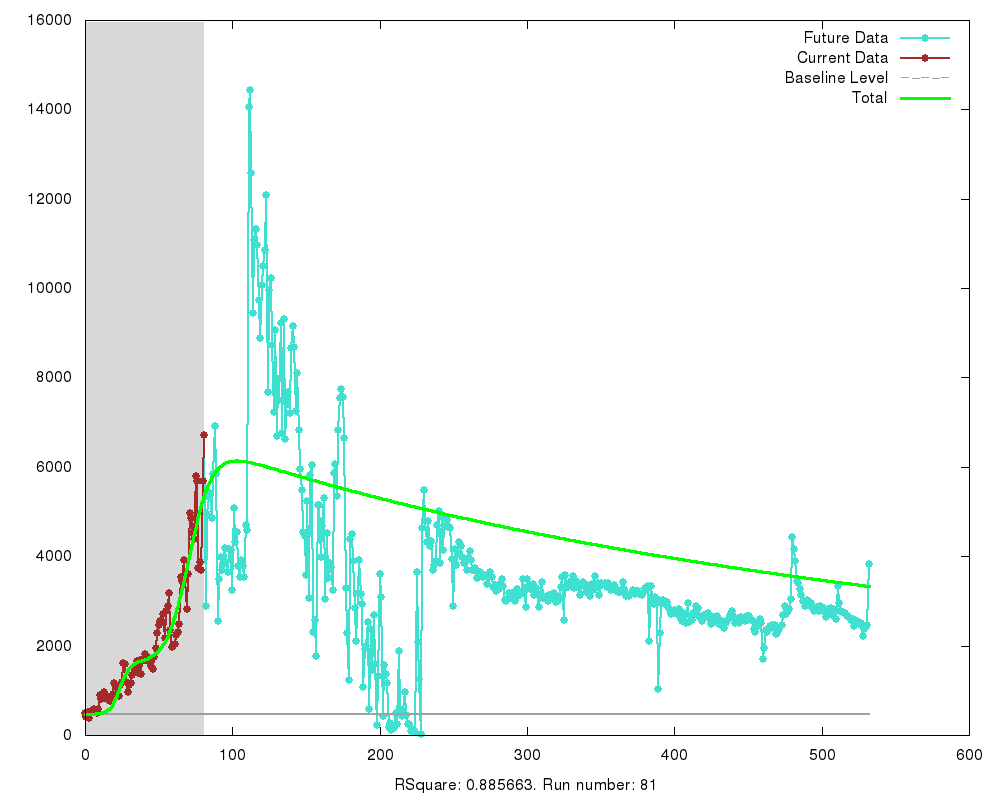 16000
14000
12000
10000
8000
6000
4000
2000
0
0 100 200 300 400 500 600
Future Data
Current Data
Baseline Level
Total
RSquare: 0.885663. Run number: 81